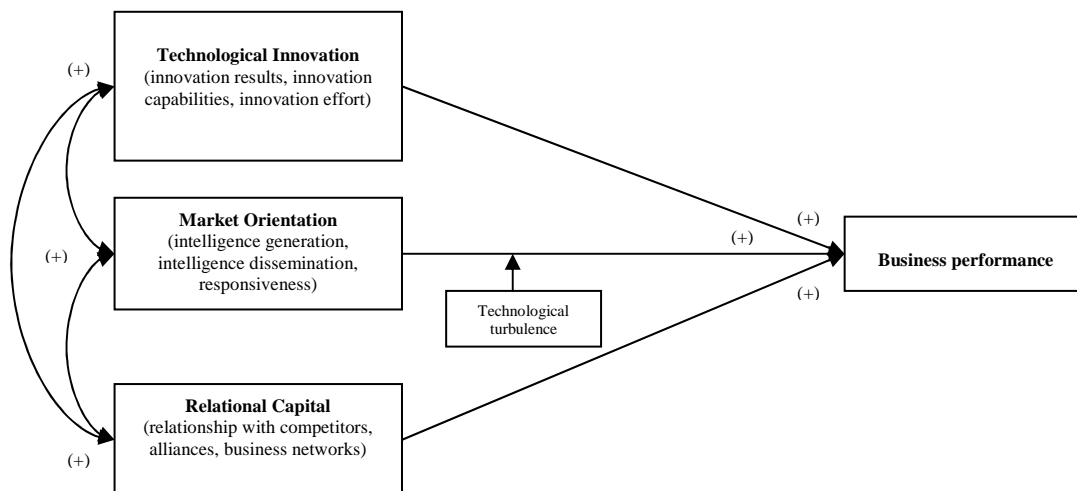 Technological Innovation
(innovation results, innovation
capabilities, innovation effort)
(+)
Market Orientation
(intelligence generation,
intelligence dissemination,
responsiveness)
(+)
Relational Capital
(relationship with competitors,
alliances, business networks)
(+)
Technological
turbulence
(+)
(+)
(+)
Business performance